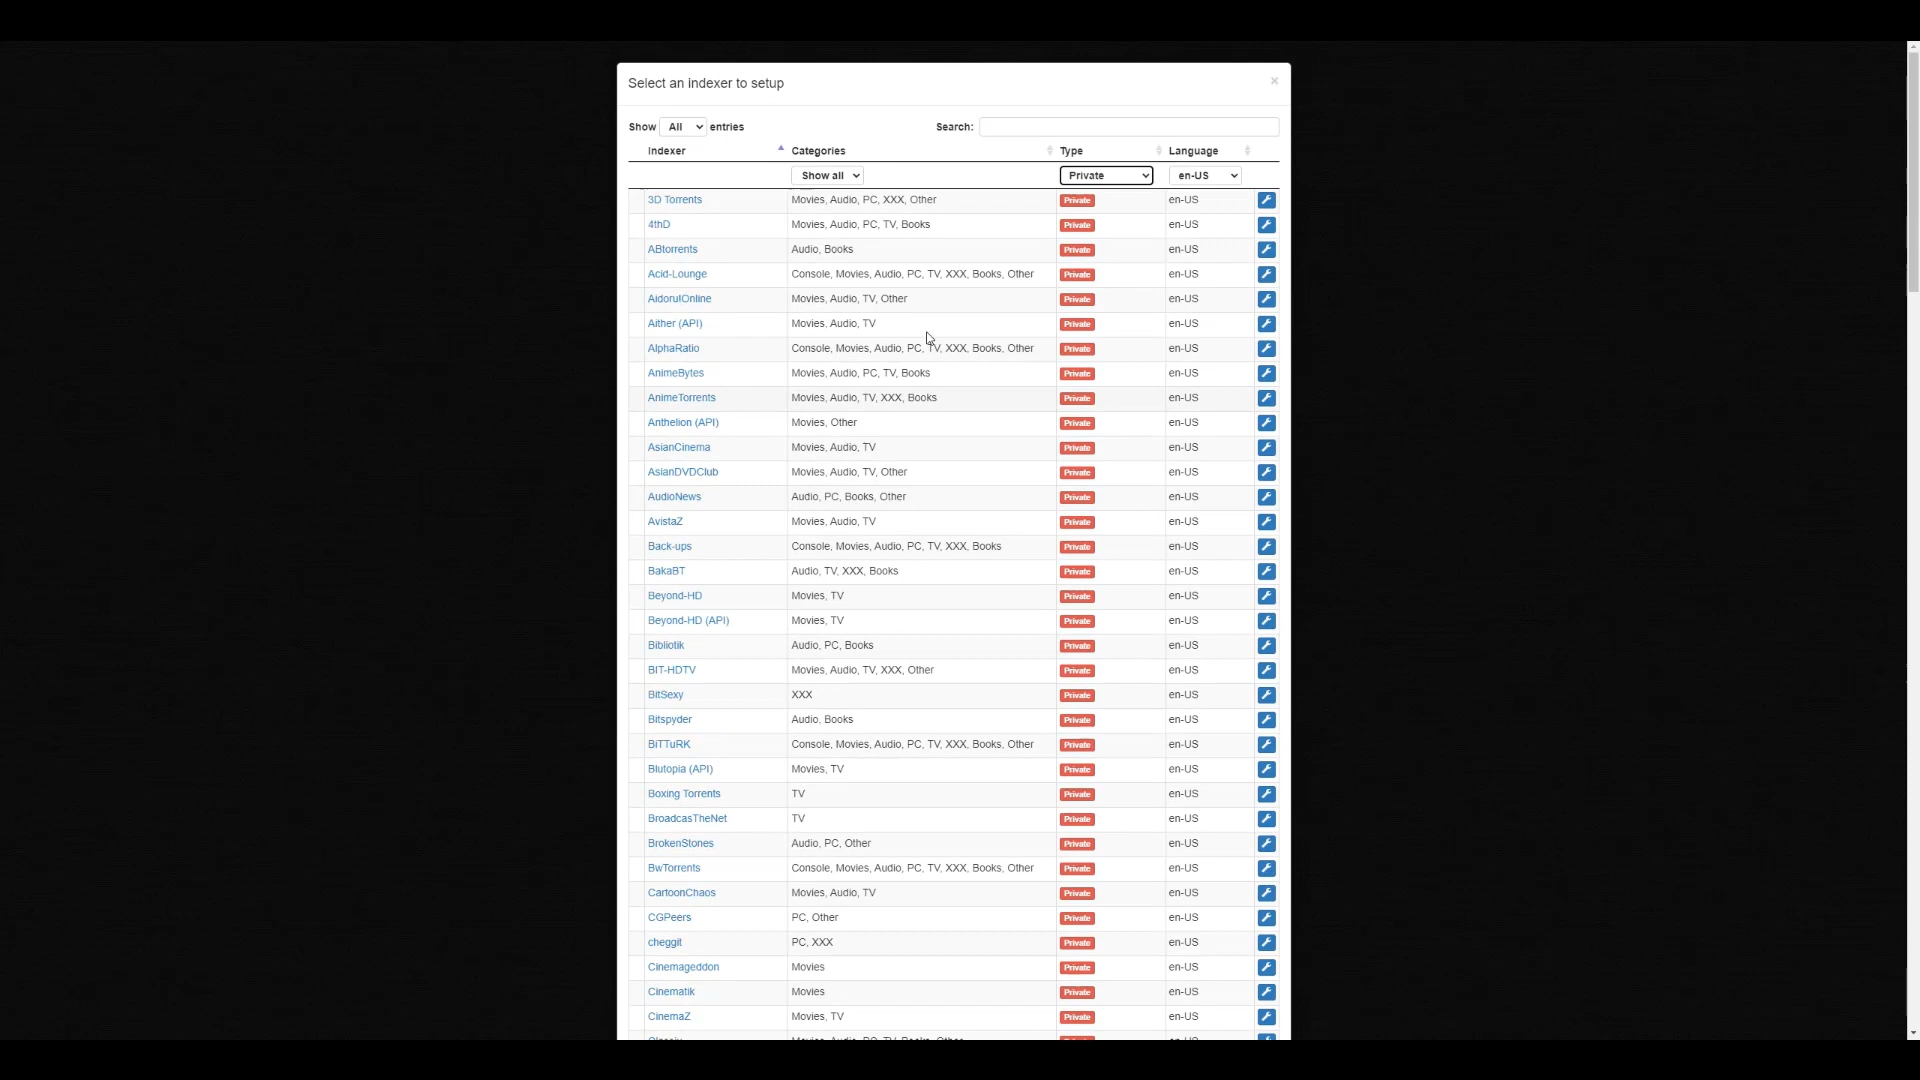 Select an indexer to setup ×
Show All entries Search:
Indexer Categories Type Language
Show all Private en-US
3D Torrents Movies, Audio, PC, XXX, Other Private en-US
4thD Movies, Audio, PC, TV, Books Private en-US
ABtorrents Audio, Books Private en-US
Acid-Lounge Console, Movies, Audio, PC, TV, XXX, Books, Other Private en-US
Movies, Audio, TV, Other Private en-US
Aither (API) Movies, Audio, TV Private en-US
AlphaRatio Console, Movies, Audio, PC, TV, XXX, Books, Other Private en-US
AnimeBytes Movies, Audio, PC, TV, Books Private en-US
AnimeTorrents Movies, Audio, TV, XXX, Books Private en-US
Anthelion (API) Movies, Other Private en-US
AsianCinema Movies, Audio, TV Private en-US
AsianDVDClub Movies, Audio, TV, Other Private en-US
AudioNews Audio, PC, Books, Other Private en-US
AvistaZ Movies, Audio, TV Private en-US
Back-ups Console, Movies, Audio, PC, TV, XXX, Books Private en-US
BakaBT Audio, TV, XXX, Books Private en-US
Beyond-HD Movies, TV Private en-US
Beyond-HD (API) Movies, TV Private en-US
Bibliotik Audio, PC, Books Private en-US
BIT-HDTV Movies, Audio, TV, XXX, Other Private en-US
BitSexy XXX Private en-US
Bitspyder Audio, Books Private en-US
BiTTuRK Console, Movies, Audio, PC, TV, XXX, Books, Other Private en-US
Blutopia (API) Movies, TV Private en-US
Boxing Torrents TV Private en-US
BroadcasTheNet TV Private en-US
BrokenStones Audio, PC, Other Private en-US
BwTorrents Console, Movies, Audio, PC, TV, XXX, Books, Other Private en-US
CartoonChaos Movies, Audio, TV Private en-US
CGPeers PC, Other Private en-US
cheggit PC, XXX Private en-US
Cinemageddon Movies Private en-US
Cinematik Movies Private en-US
CinemaZ Movies, TV Private en-US